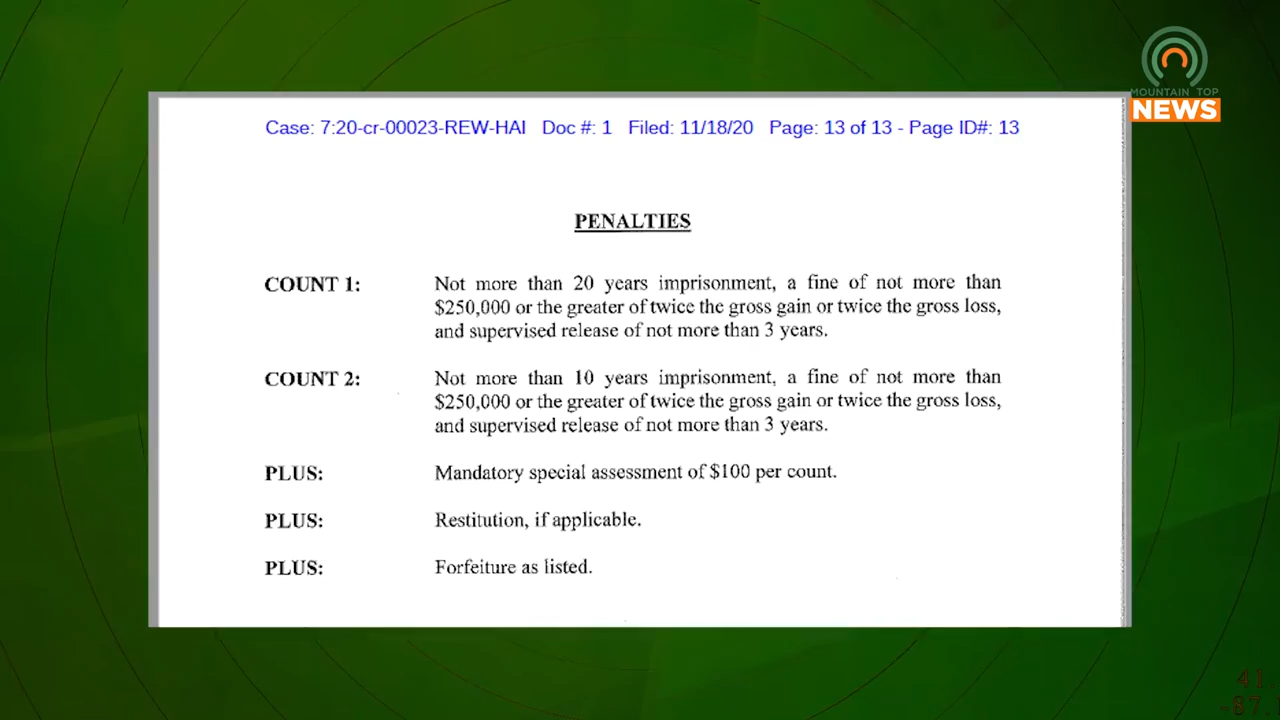 MOUNTAIN TOP
NEWS
Case: 7:20-cr-00023-REW-HAI Doc #: 1 Filed: 11/18/20 Page: 13 of 13 - Page ID#: 13
PENALTIES
COUNT 1: Not more than 20 years imprisonment, a fine of not more than
$250,000 or the greater of twice the gross gain or twice the gross loss,
and supervised release of not more than 3 years.
COUNT 2: Not more than 10 years imprisonment, a fine of not more than
$250,000 or the greater of twice the gross gain or twice the gross loss,
and supervised release of not more than 3 years.
PLUS: Mandatory special assessment of $100 per count.
PLUS: Restitution, if applicable.
PLUS: Forfeiture as listed.
41.
-87.